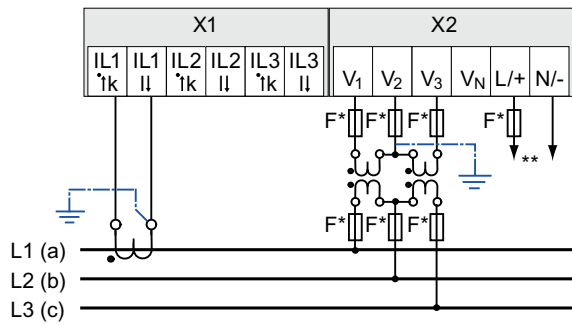 X1 X2
IL1 IL1 IL2 IL2 IL3 IL3 V1 V2 V3 VN L/+ N/-
k l k l k l
F* F* F* F*
**
F* F* F*
L1 (a)
L2 (b)
L3 (c)